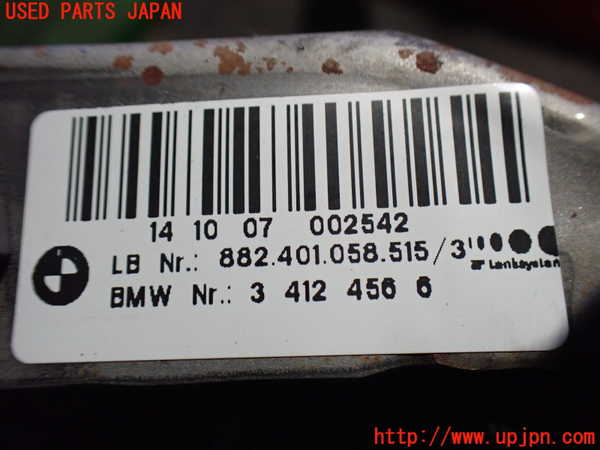 USED PARTS JAPAN
14 10 07 002542
LB Nr.: 882.401.058.515/3
Lenksysteme
BMW Nr.: 3 412 456 6
http://www.upjpn.com/